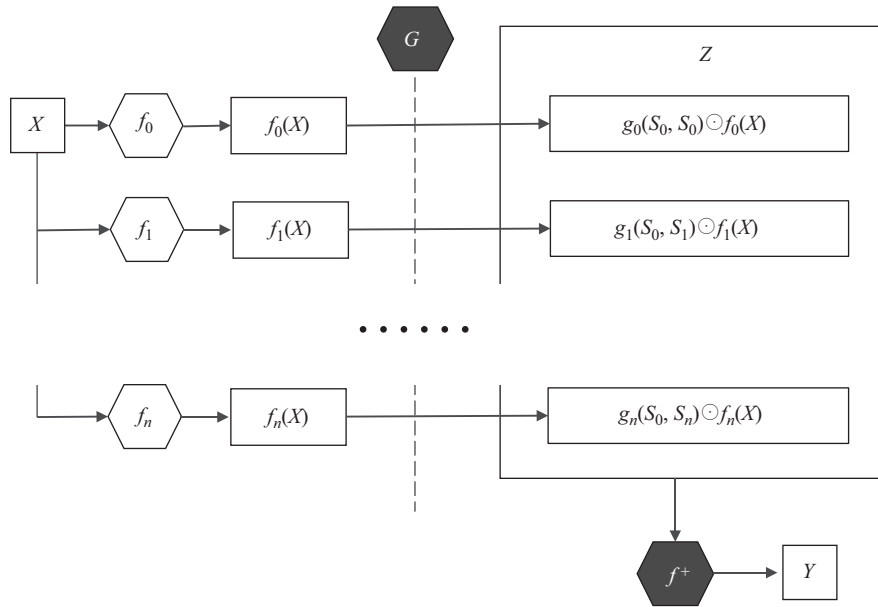 G
Z
X
f₀
f₀(X)
g₀(S₀, S₀)⊙f₀(X)
f₁
f₁(X)
g₁(S₀, S₁)⊙f₁(X)
......
fₙ
fₙ(X)
gₙ(S₀, Sₙ)⊙fₙ(X)
f⁺
Y